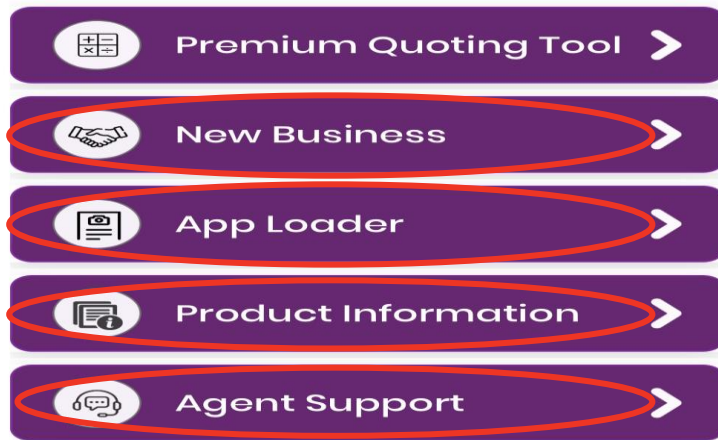 Premium Quoting Tool
New Business
App Loader
Product Information
Agent Support